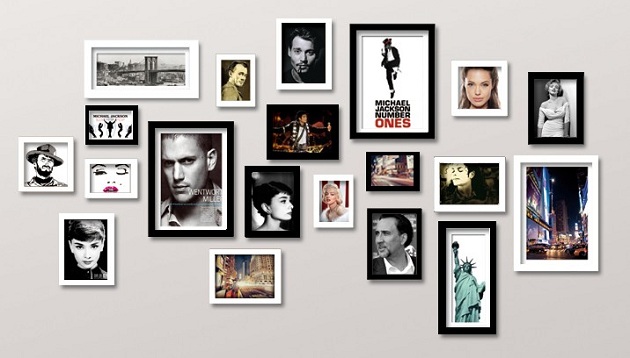 MICHAEL JACKSON
MICHAEL
JACKSON
NUMBER
ONES
WENTWORTH
MILLER